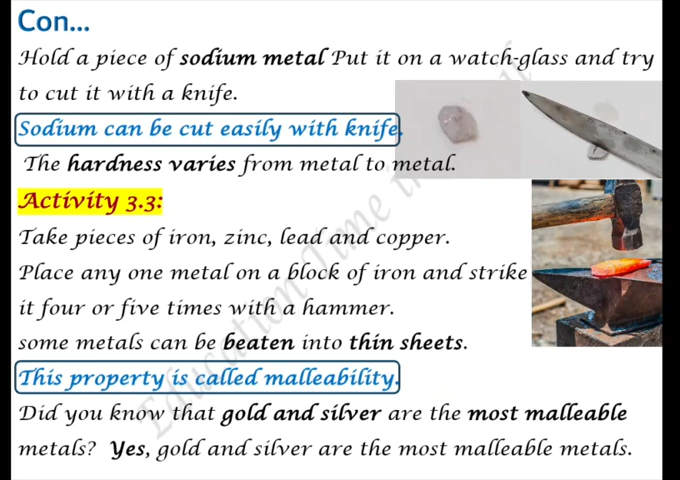 Con...
Hold a piece of sodium metal Put it on a watch-glass and try
to cut it with a knife.
Sodium can be cut easily with knife.
The hardness varies from metal to metal.
Activity 3.3:
Take pieces of iron, zinc, lead and copper.
Place any one metal on a block of iron and strike
it four or five times with a hammer.
some metals can be beaten into thin sheets.
This property is called malleability.
Did you know that gold and silver are the most malleable
metals? Yes, gold and silver are the most malleable metals.
Education Time